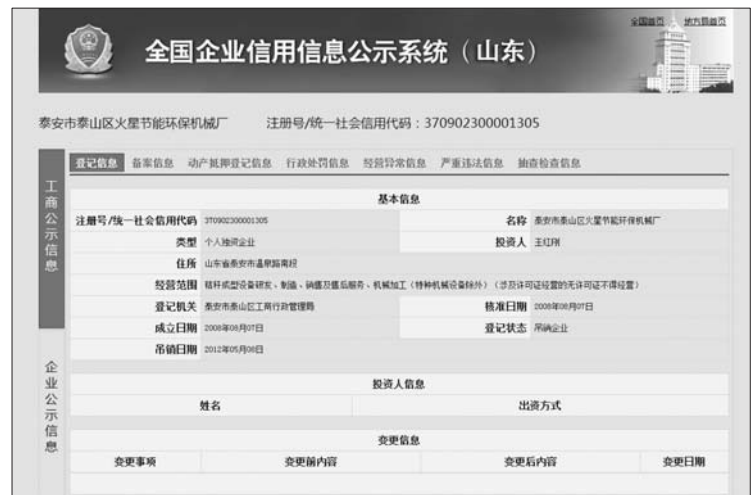 全国首页 地方局首页
全国企业信用信息公示系统（山东）
泰安市泰山区火星节能环保机械厂 注册号/统一社会信用代码：370902300001305
工商公示信息
企业公示信息
登记信息 备案信息 动产抵押登记信息 行政处罚信息 经营异常信息 严重违法信息 抽查检查信息
基本信息
注册号/统一社会信用代码 370902300001305 名称 泰安市泰山区火星节能环保机械厂
类型 个人独资企业 投资人 王红刚
住所 山东省泰安市温泉路南段
经营范围 秸秆成型设备研发、制造、销售及售后服务、机械加工（特种机械设备除外）（涉及许可证经营的无许可证不得经营）
登记机关 泰安市泰山区工商行政管理局 核准日期 2008年08月07日
成立日期 2008年08月07日 登记状态 吊销企业
吊销日期 2012年05月08日
投资人信息
姓名 出资方式
变更信息
变更事项 变更前内容 变更后内容 变更日期